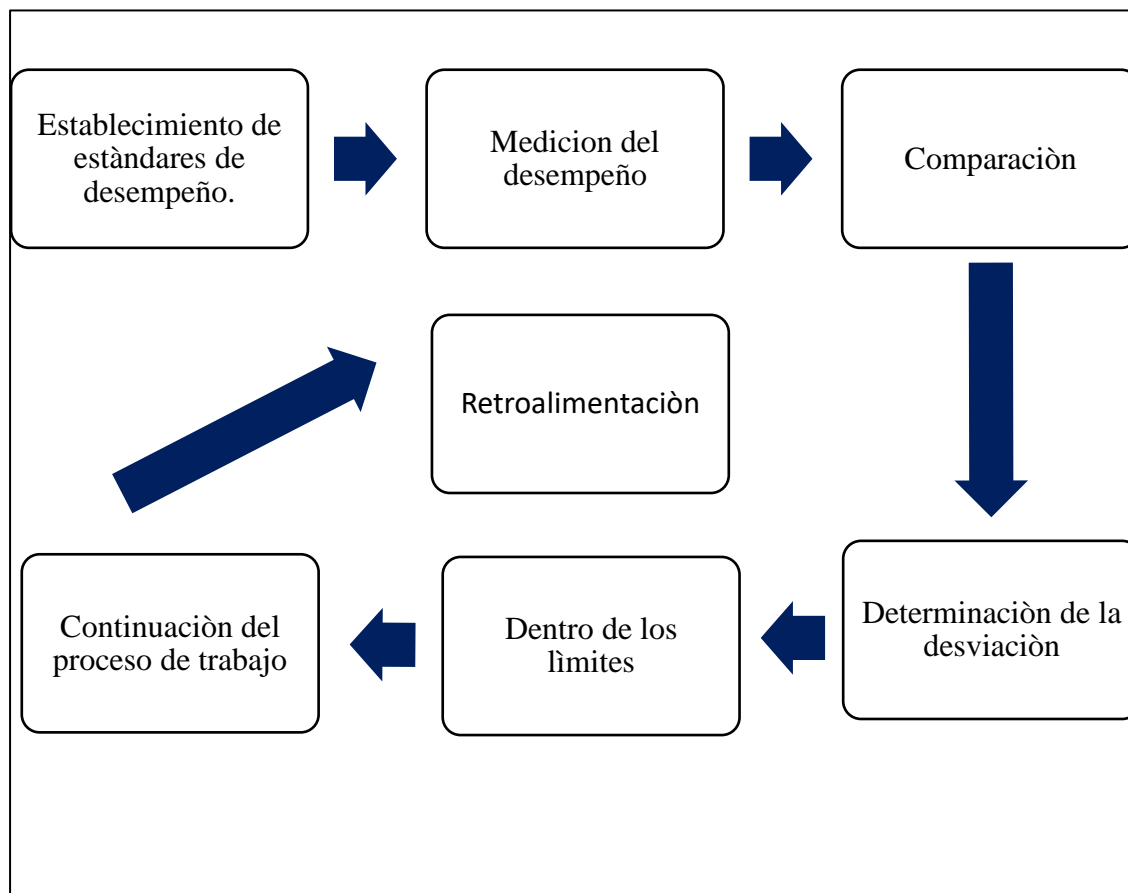 Establecimiento de
estàndares de
desempeño.
Medicion del
desempeño
Comparaciòn
Retroalimentaciòn
Continuaciòn del
proceso de trabajo
Dentro de los
lìmites
Determinaciòn de la
desviaciòn